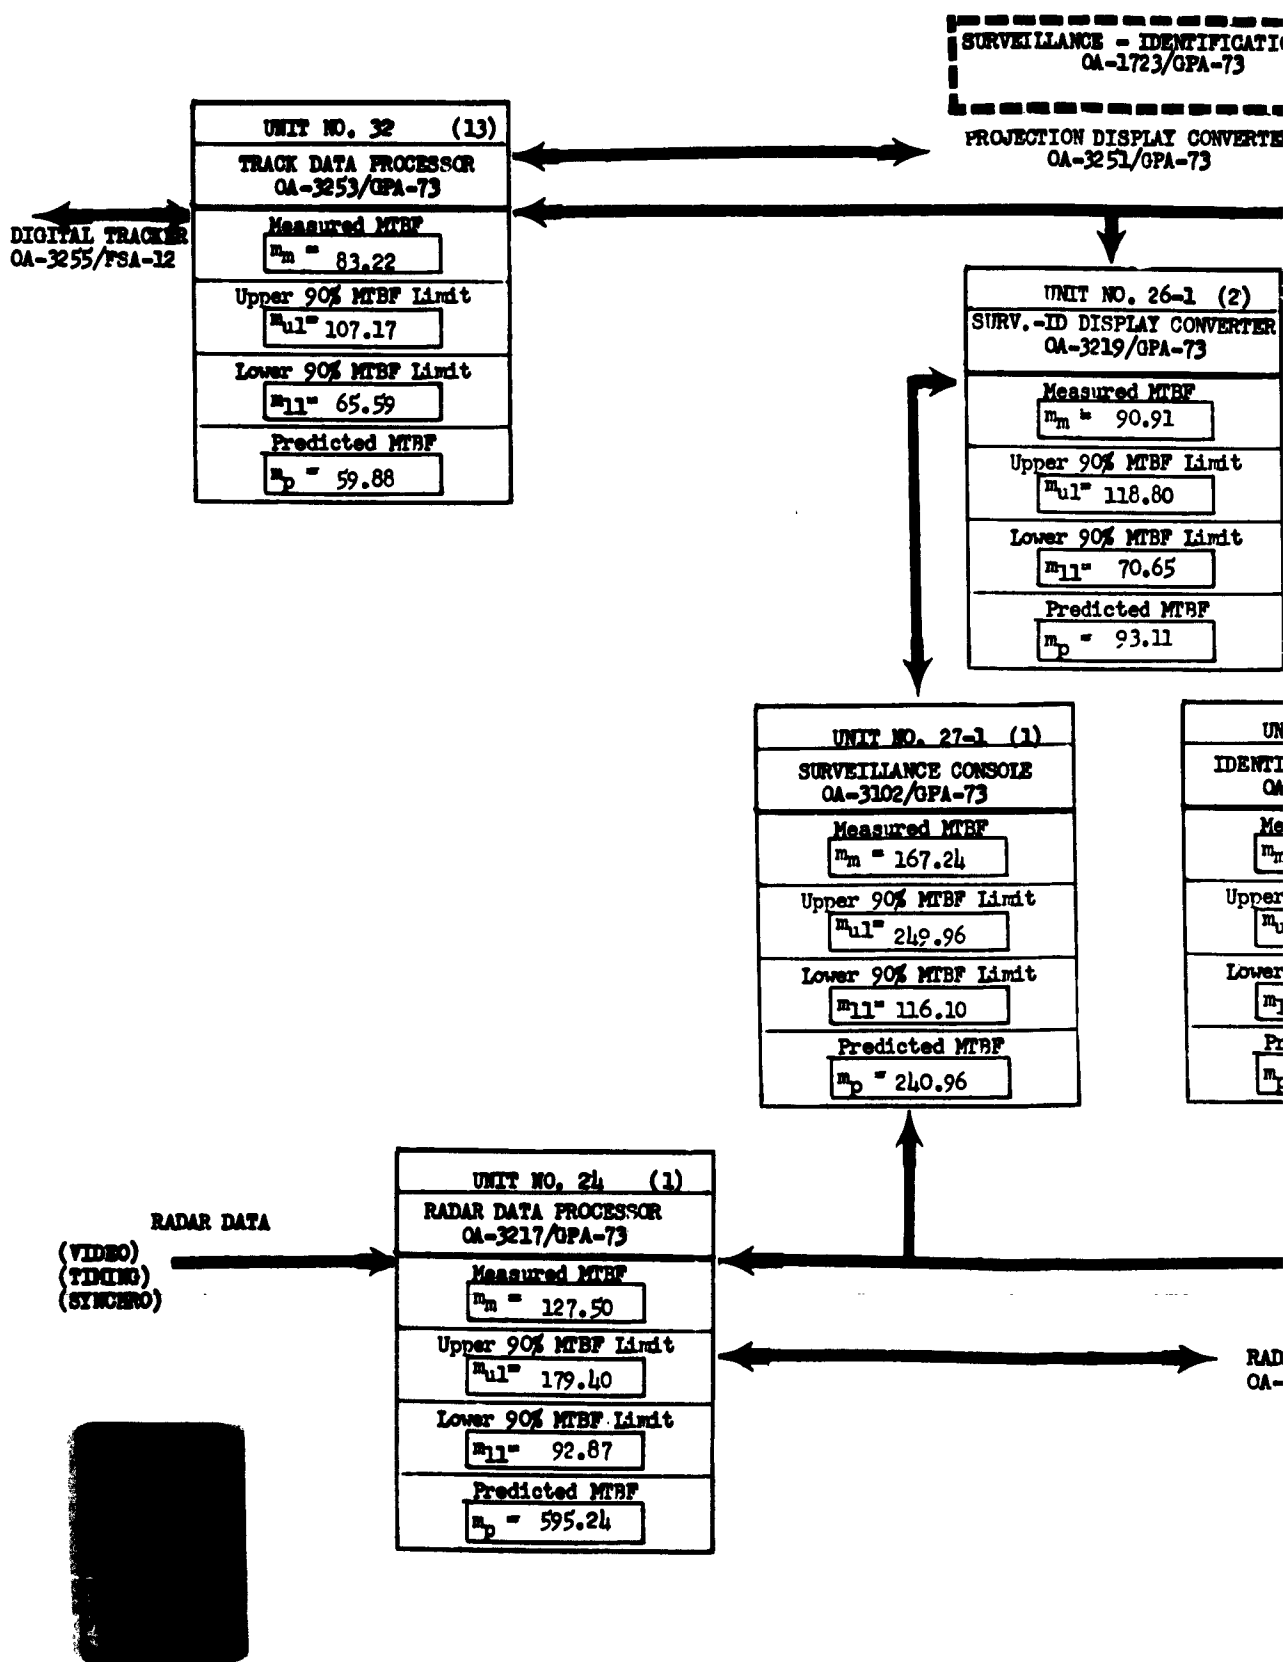 SURVEILLANCE - IDENTIFICATIO
OA-1723/GPA-73
UNIT NO. 32 (13)
TRACK DATA PROCESSOR
OA-3253/GPA-73
Measured MTBF
mm = 83.22
Upper 90% MTBF Limit
mul= 107.17
Lower 90% MTBF Limit
mll= 65.59
Predicted MTBF
mp = 59.88
PROJECTION DISPLAY CONVERTER
OA-3251/GPA-73
DIGITAL TRACKER
OA-3255/FSA-12
UNIT NO. 26-1 (2)
SURV.-ID DISPLAY CONVERTER
OA-3219/GPA-73
Measured MTBF
mm = 90.91
Upper 90% MTBF Limit
mul= 118.80
Lower 90% MTBF Limit
mll= 70.65
Predicted MTBF
mp = 93.11
UNIT NO. 27-1 (1)
SURVEILLANCE CONSOLE
OA-3102/GPA-73
Measured MTBF
mm = 167.24
Upper 90% MTBF Limit
mul= 249.96
Lower 90% MTBF Limit
mll= 116.10
Predicted MTBF
mp = 240.96
UN
IDENTI
OA
Me
mm
Upper
mu
Lower
ml
Pr
mp
UNIT NO. 24 (1)
RADAR DATA PROCESSOR
OA-3217/GPA-73
Measured MTBF
mm = 127.50
Upper 90% MTBF Limit
mul= 179.40
Lower 90% MTBF Limit
mll= 92.87
Predicted MTBF
mp = 595.24
RADAR DATA
(VIDEO)
(TIMING)
(SYNCHRO)
RAD
OA-